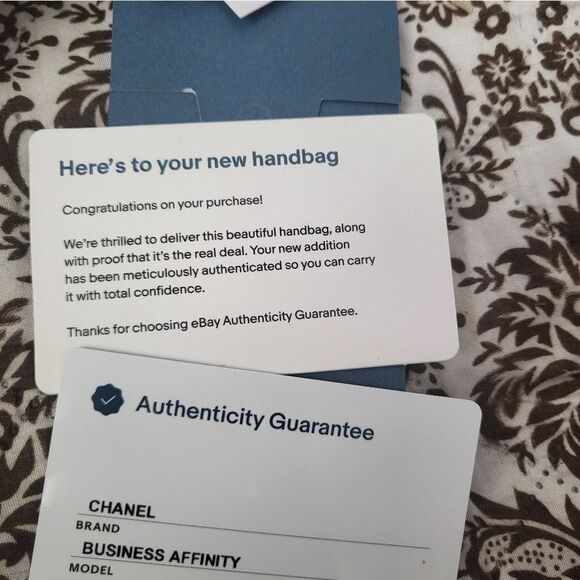 Here's to your new handbag
Congratulations on your purchase!
We're thrilled to deliver this beautiful handbag, along
with proof that it's the real deal. Your new addition
has been meticulously authenticated so you can carry
it with total confidence.
Thanks for choosing eBay Authenticity Guarantee.
Authenticity Guarantee
CHANEL
BRAND
BUSINESS AFFINITY
MODEL